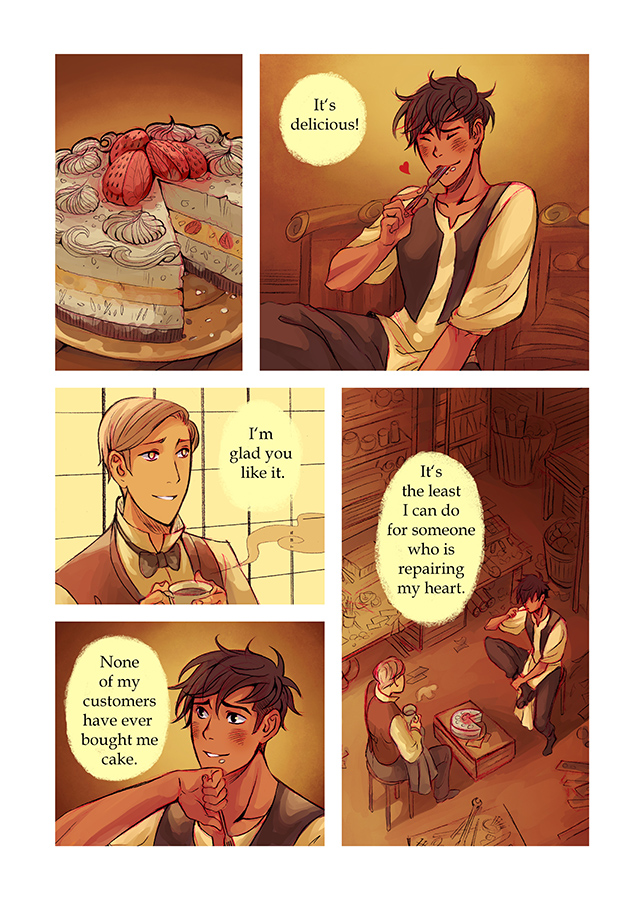 It's
delicious!
I'm
glad you
like it.
It's
the least
I can do
for someone
who is
repairing
my heart.
None
of my
customers
have ever
bought me
cake.